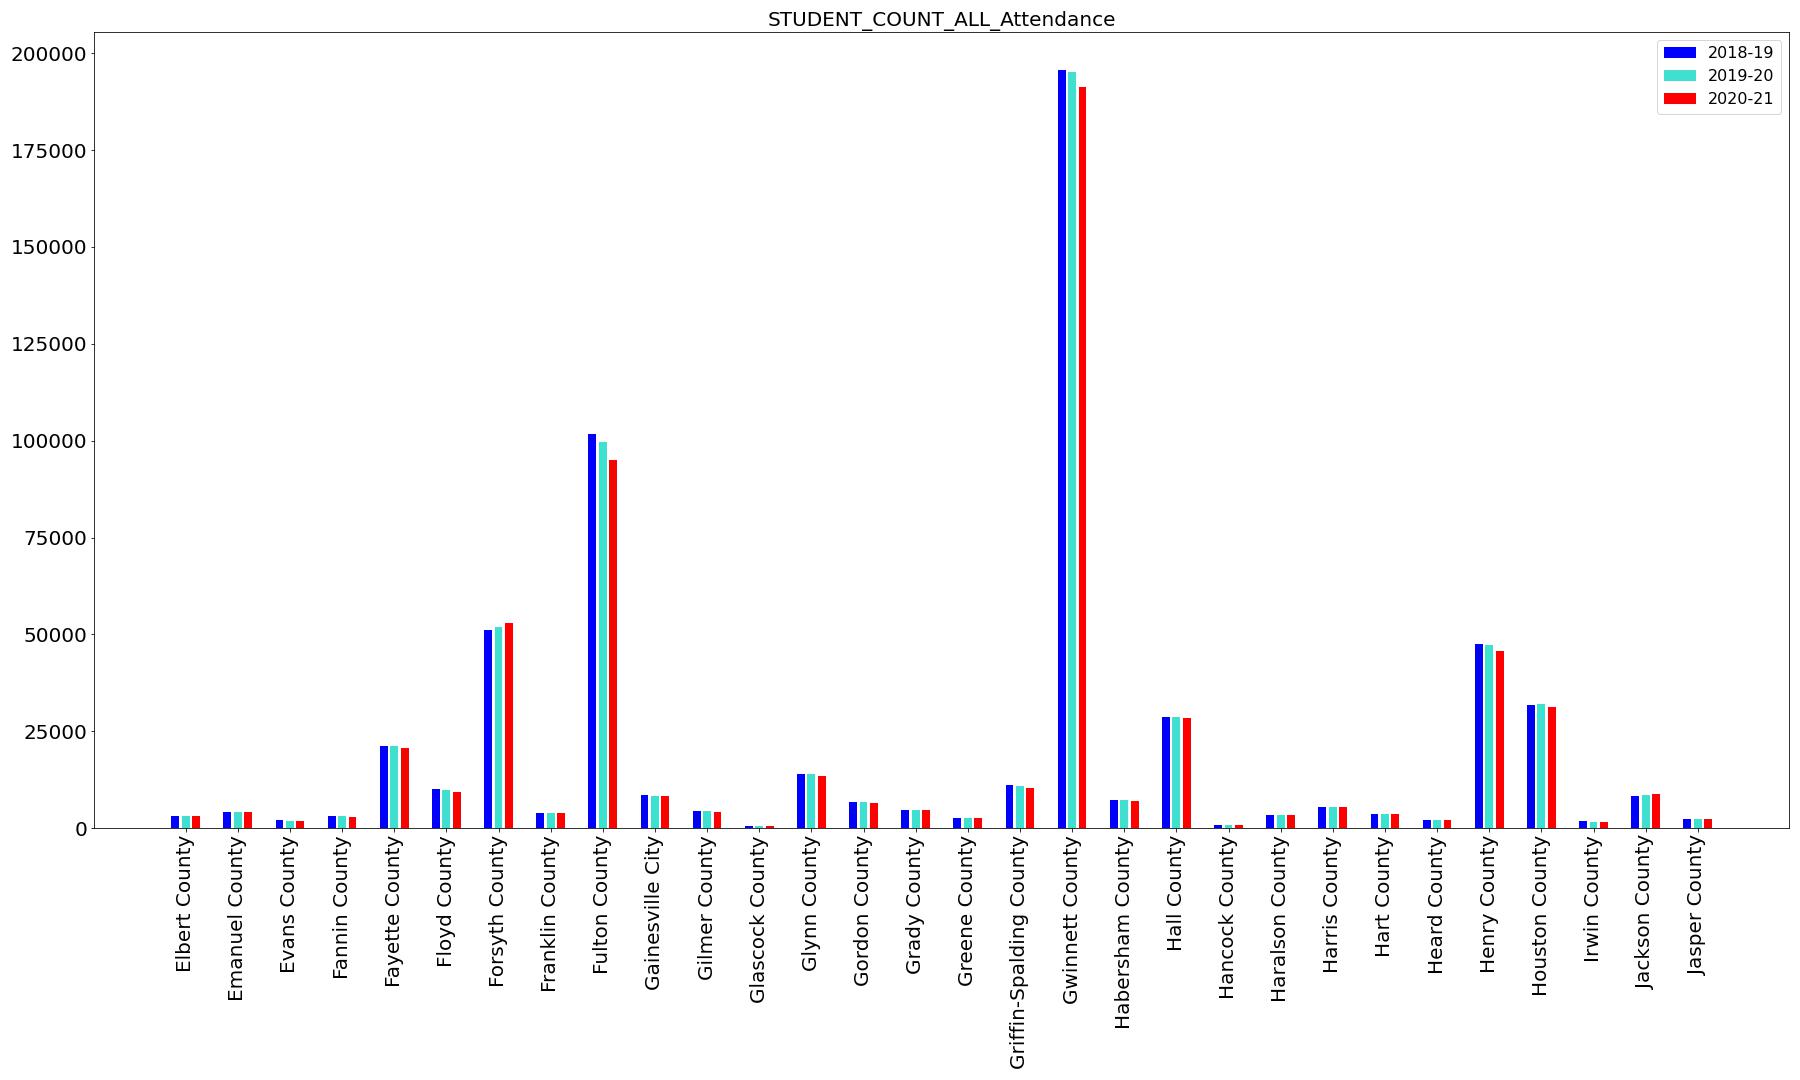 STUDENT_COUNT_ALL_Attendance
2018-19
2019-20
2020-21
200000
175000
150000
125000
100000
75000
50000
25000
0
Elbert County
Emanuel County
Evans County
Fannin County
Fayette County
Floyd County
Forsyth County
Franklin County
Fulton County
Gainesville City
Gilmer County
Glascock County
Glynn County
Gordon County
Grady County
Greene County
Griffin-Spalding County
Gwinnett County
Habersham County
Hall County
Hancock County
Haralson County
Harris County
Hart County
Heard County
Henry County
Houston County
Irwin County
Jackson County
Jasper County